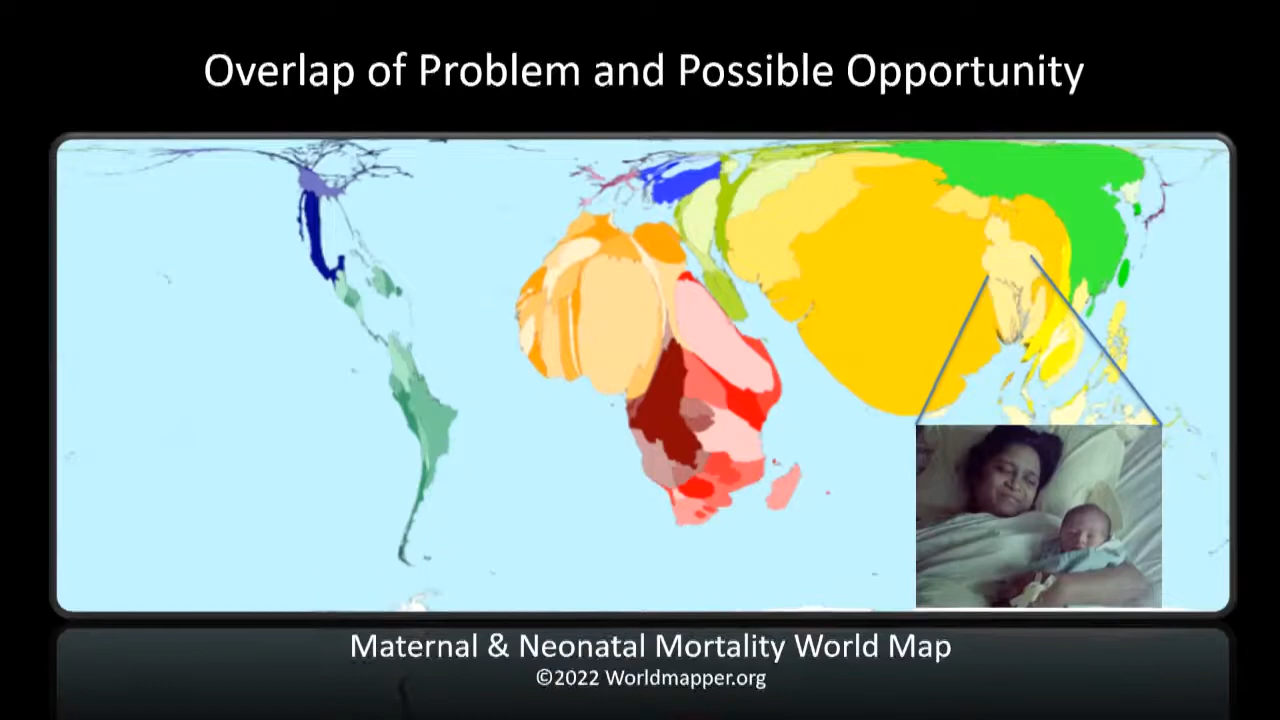 Overlap of Problem and Possible Opportunity
Maternal & Neonatal Mortality World Map
©2022 Worldmapper.org